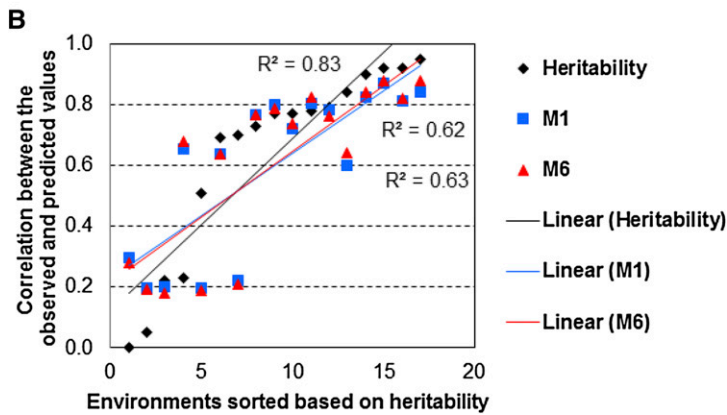 B
Correlation between the
observed and predicted values
1.0
0.8
0.6
0.4
0.2
0.0
0
5
10
15
20
Environments sorted based on heritability
R² = 0.83
R² = 0.62
R² = 0.63
Heritability
M1
M6
Linear (Heritability)
Linear (M1)
Linear (M6)